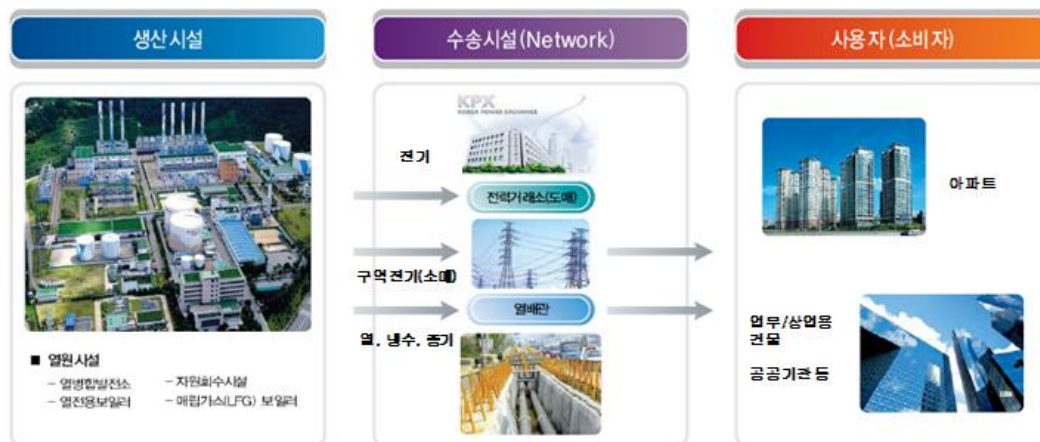 생산시설
수송시설(Network)
사용자(소비자)
KPX
KOREA POWER EXCHANGE
전기
전력거래소(도매)
구역전기(소매)
열배관
열, 냉수, 증기
아파트
업무/상업용
건물
공공기관 등
■ 열원시설
– 열병합발전소
– 자원회수시설
– 열전용보일러
– 매립가스(LFG) 보일러